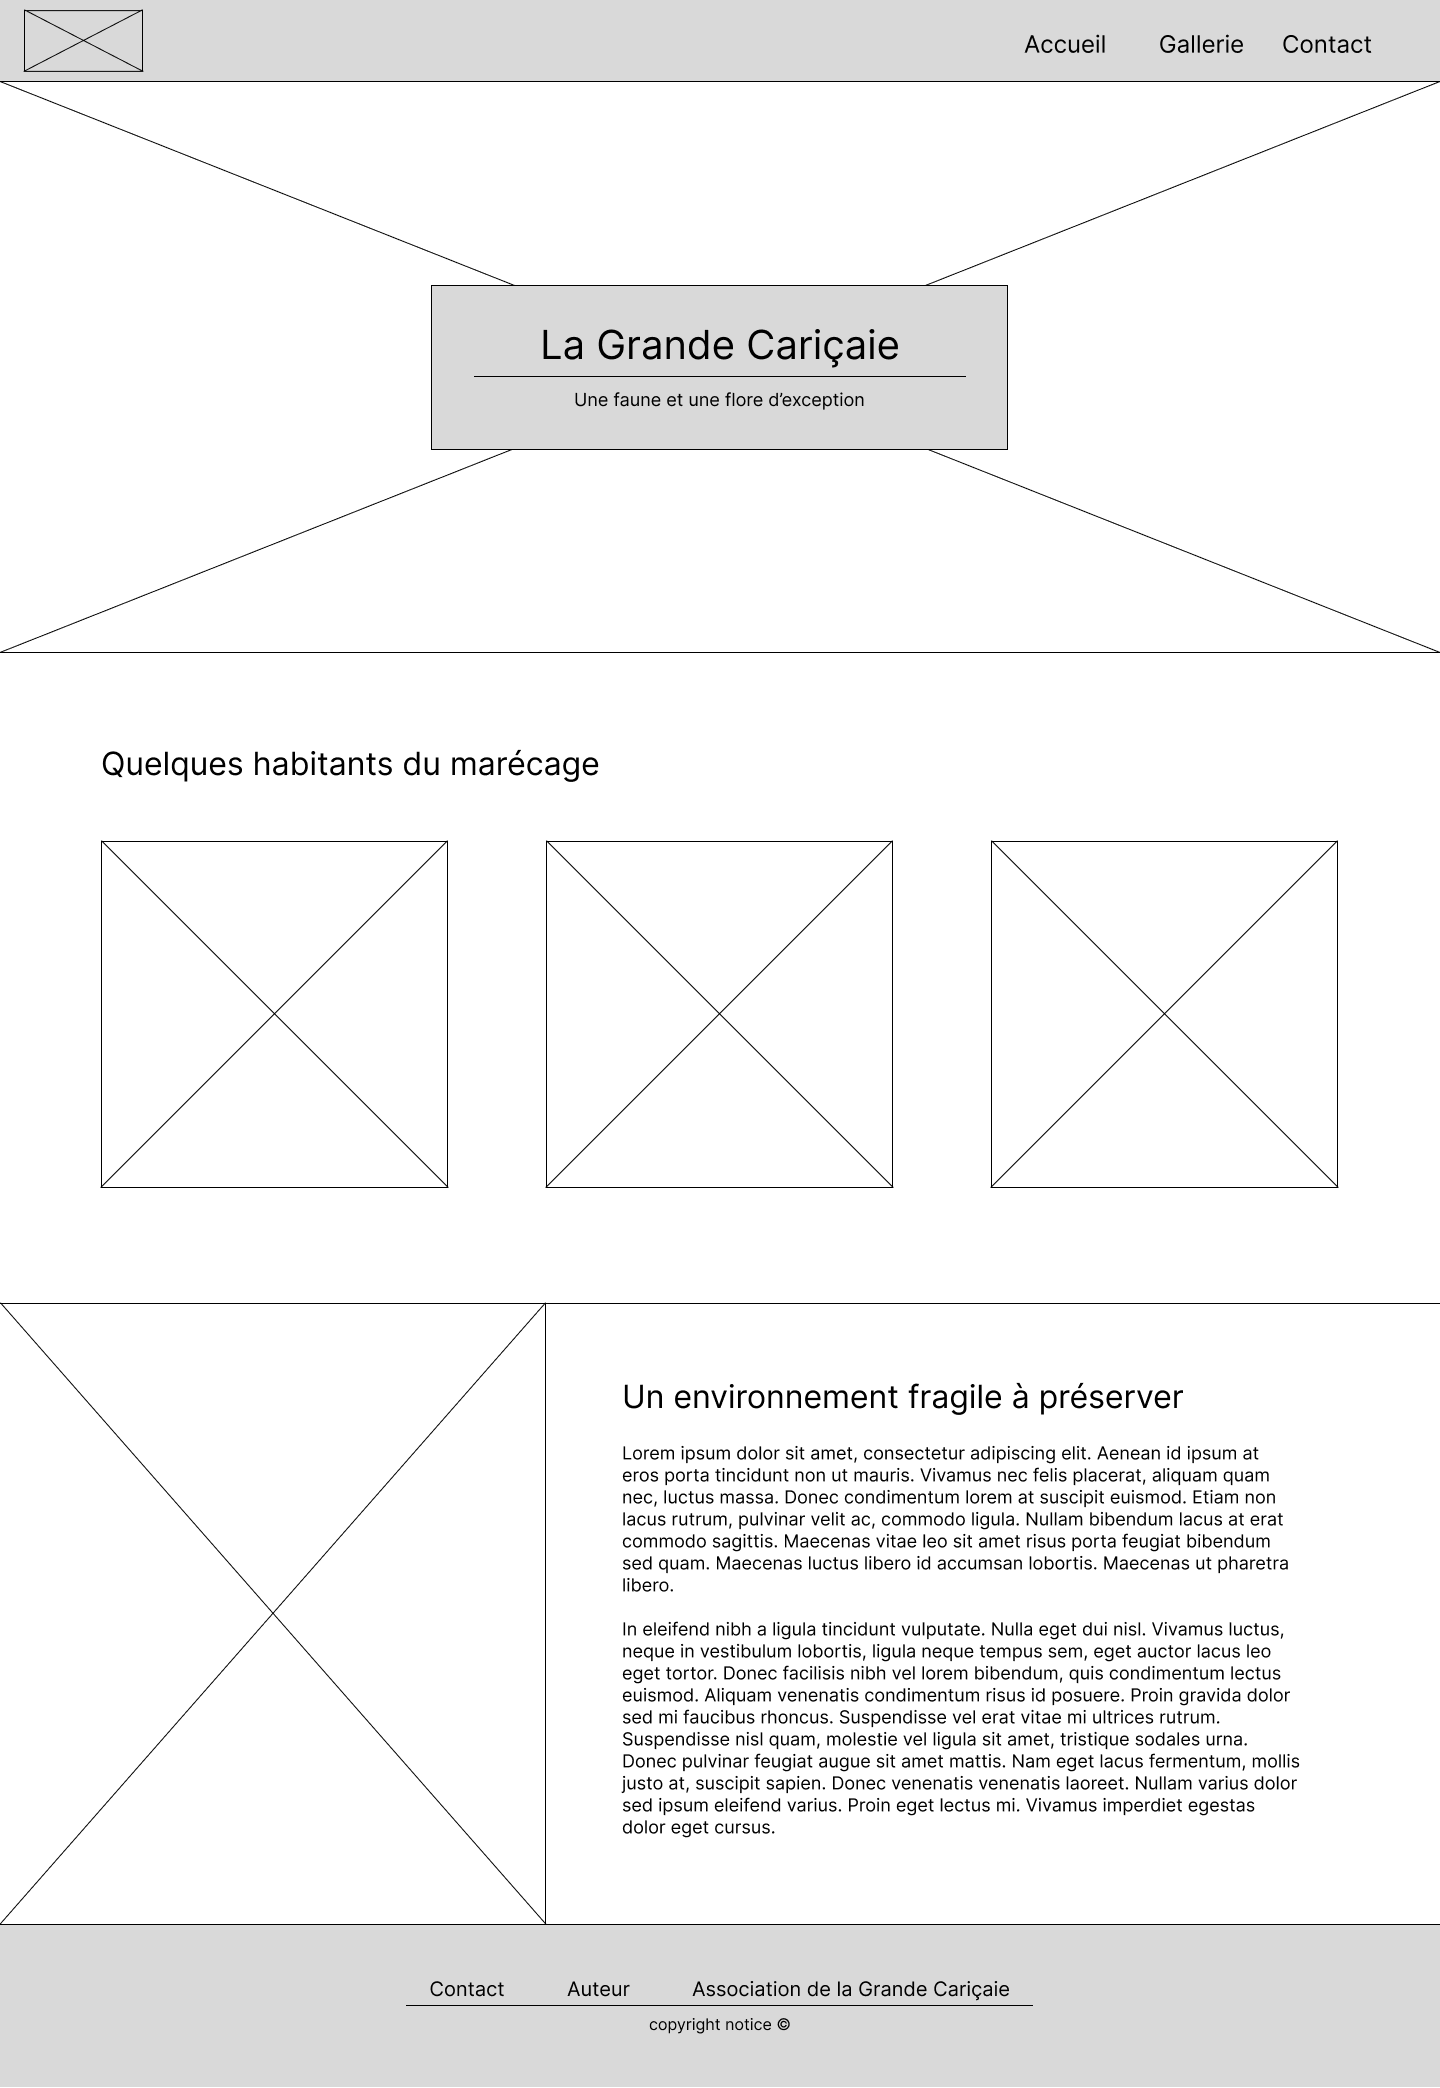 Accueil Gallerie Contact
La Grande Cariçaie
Une faune et une flore d’exception
Quelques habitants du marécage
Un environnement fragile à préserver
Lorem ipsum dolor sit amet, consectetur adipiscing elit. Aenean id ipsum at
eros porta tincidunt non ut mauris. Vivamus nec felis placerat, aliquam quam
nec, luctus massa. Donec condimentum lorem at suscipit euismod. Etiam non
lacus rutrum, pulvinar velit ac, commodo ligula. Nullam bibendum lacus at erat
commodo sagittis. Maecenas vitae leo sit amet risus porta feugiat bibendum
sed quam. Maecenas luctus libero id accumsan lobortis. Maecenas ut pharetra
libero.
In eleifend nibh a ligula tincidunt vulputate. Nulla eget dui nisl. Vivamus luctus,
neque in vestibulum lobortis, ligula neque tempus sem, eget auctor lacus leo
eget tortor. Donec facilisis nibh vel lorem bibendum, quis condimentum lectus
euismod. Aliquam venenatis condimentum risus id posuere. Proin gravida dolor
sed mi faucibus rhoncus. Suspendisse vel erat vitae mi ultrices rutrum.
Suspendisse nisl quam, molestie vel ligula sit amet, tristique sodales urna.
Donec pulvinar feugiat augue sit amet mattis. Nam eget lacus fermentum, mollis
justo at, suscipit sapien. Donec venenatis venenatis laoreet. Nullam varius dolor
sed ipsum eleifend varius. Proin eget lectus mi. Vivamus imperdiet egestas
dolor eget cursus.
Contact Auteur Association de la Grande Cariçaie
copyright notice ©